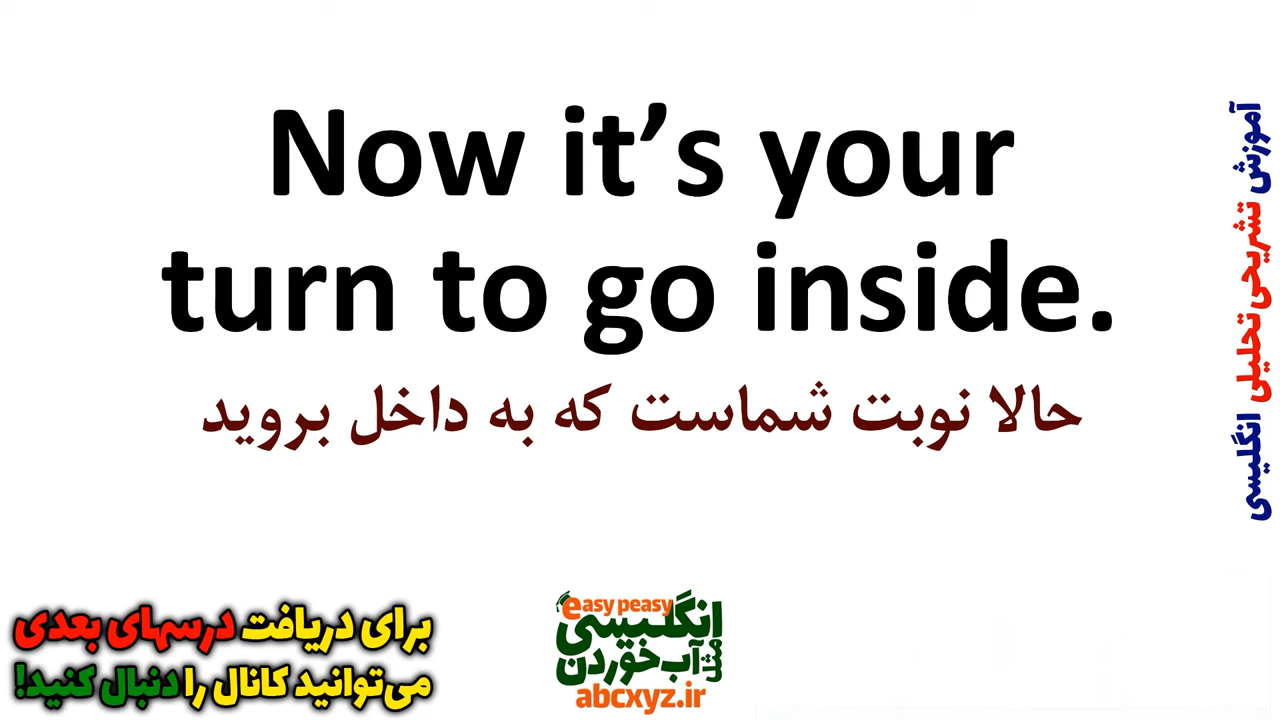 Now it’s your
turn to go inside.
حالا نوبت شماست که به داخل بروید
آموزش تشریحی تحلیلی انگلیسی
برای دریافت درسهای بعدی
می‌توانید کانال را دنبال کنید!
easy peasy
انگلیسی
مثل آب خوردن
abcxyz.ir